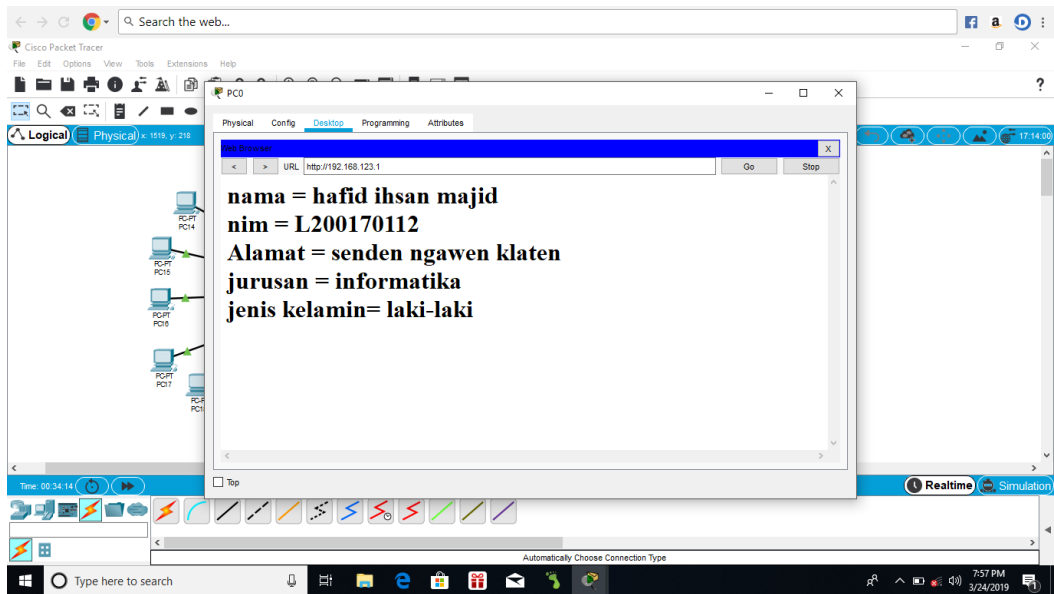 Search the web...
Cisco Packet Tracer
File Edit Options View Tools Extensions Help
PC0
Physical Config Desktop Programming Attributes
Logical Physical x: 1519, y: 218 17:14:00
Web Browser X
< > URL http://192.168.123.1 Go Stop
nama = hafid ihsan majid
nim = L200170112
Alamat = senden ngawen klaten
jurusan = informatika
jenis kelamin= laki-laki
PC-PT
PC14
PC-PT
PC15
PC-PT
PC16
PC-PT
PC17
Top
Time: 00:34:14 Realtime Simulation
Automatically Choose Connection Type
Type here to search
7:57 PM
3/24/2019